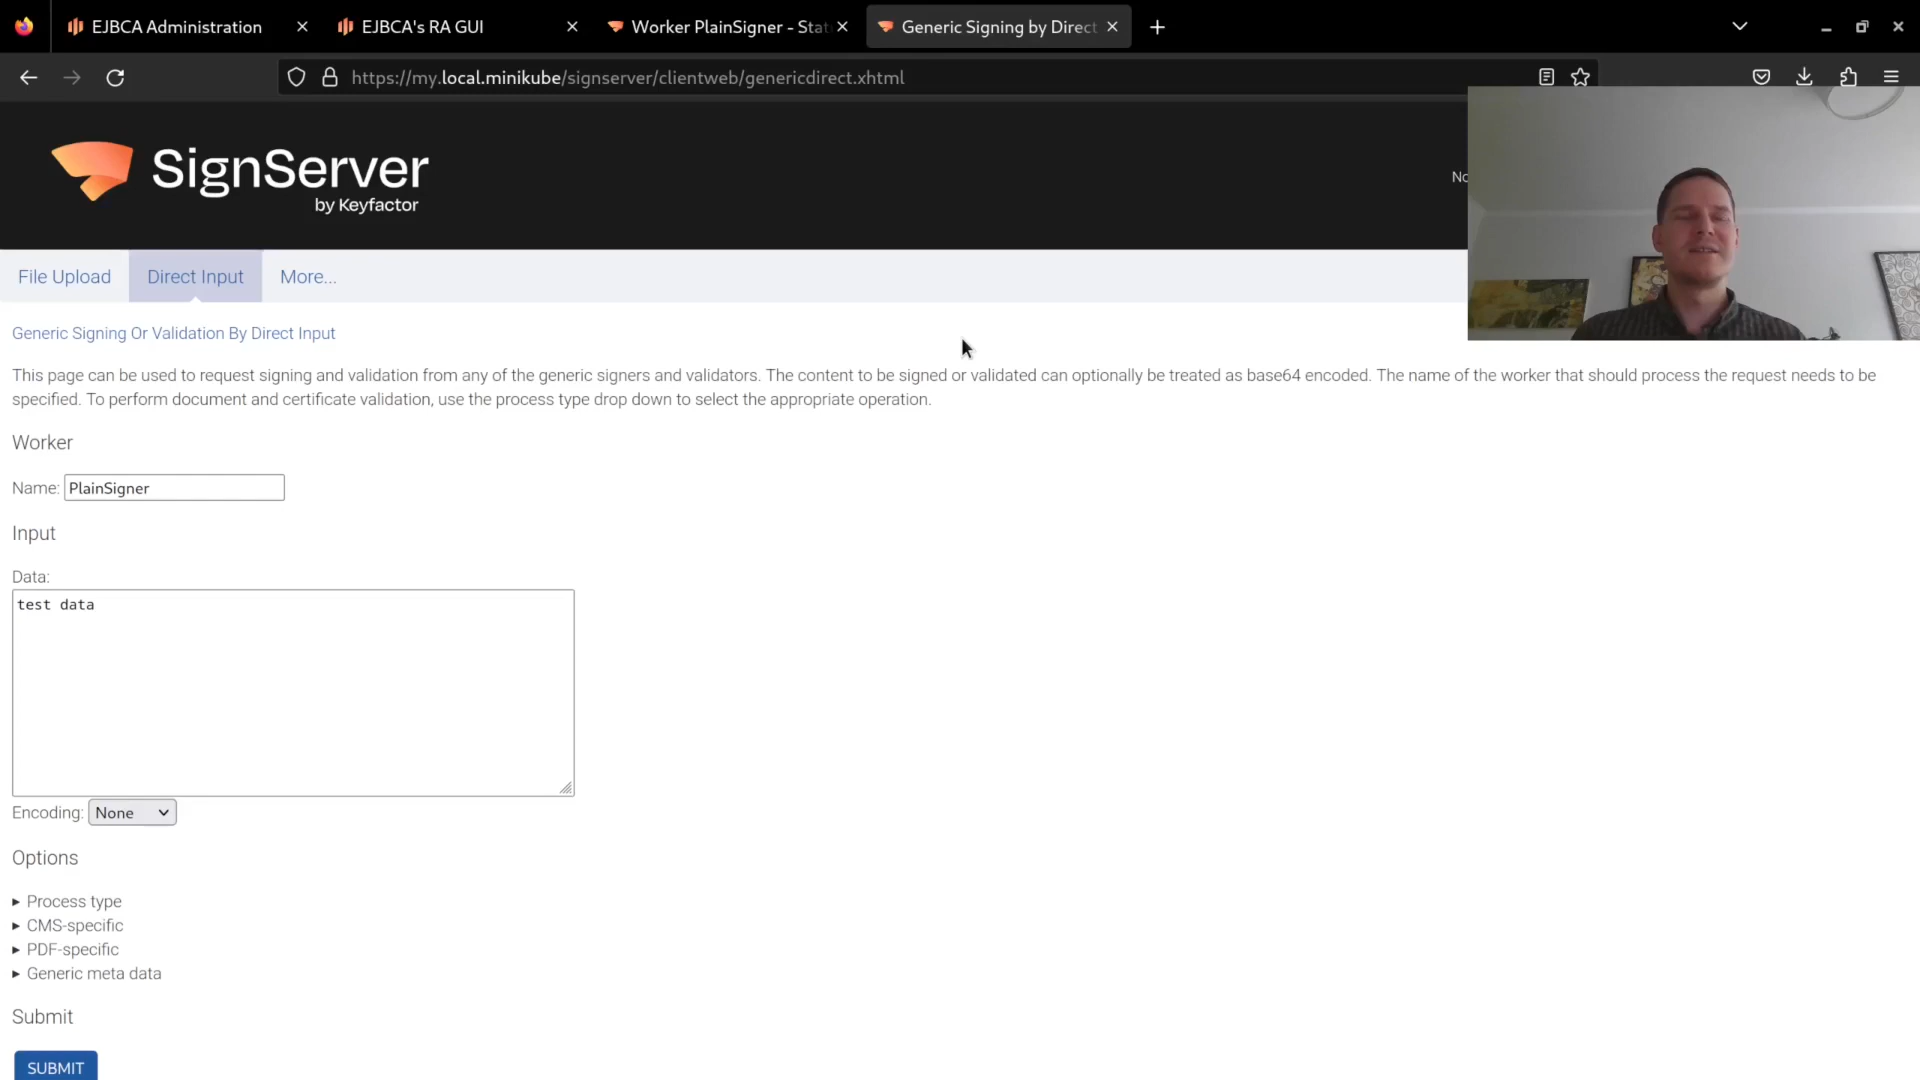 EJBCA Administration
EJBCA's RA GUI
Worker PlainSigner - Stat
Generic Signing by Direct
https://my.local.minikube/signserver/clientweb/genericdirect.xhtml
SignServer
by Keyfactor
No
File Upload
Direct Input
More...
Generic Signing Or Validation By Direct Input
This page can be used to request signing and validation from any of the generic signers and validators. The content to be signed or validated can optionally be treated as base64 encoded. The name of the worker that should process the request needs to be
specified. To perform document and certificate validation, use the process type drop down to select the appropriate operation.
Worker
Name: PlainSigner
Input
Data:
test data
Encoding: None
Options
Process type
CMS-specific
PDF-specific
Generic meta data
Submit
SUBMIT